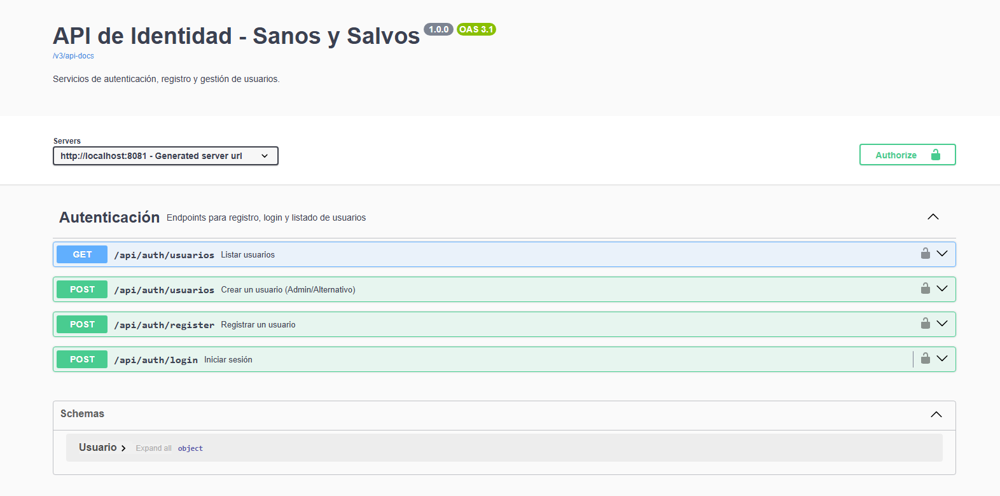 API de Identidad - Sanos y Salvos 1.0.0 OAS 3.1
/v3/api-docs
Servicios de autenticación, registro y gestión de usuarios.
Servers
http://localhost:8081 - Generated server url
Authorize
Autenticación Endpoints para registro, login y listado de usuarios
GET /api/auth/usuarios Listar usuarios
POST /api/auth/usuarios Crear un usuario (Admin/Alternativo)
POST /api/auth/register Registrar un usuario
POST /api/auth/login Iniciar sesión
Schemas
Usuario Expand all object